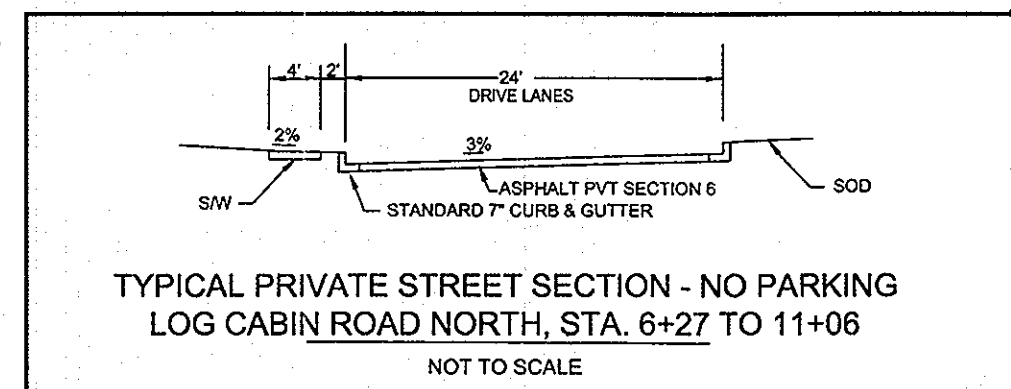 4' 2' 24'
DRIVE LANES
2% 3%
ASPHALT PVT SECTION 6
S/W SOD
STANDARD 7" CURB & GUTTER
TYPICAL PRIVATE STREET SECTION - NO PARKING
LOG CABIN ROAD NORTH, STA. 6+27 TO 11+06
NOT TO SCALE